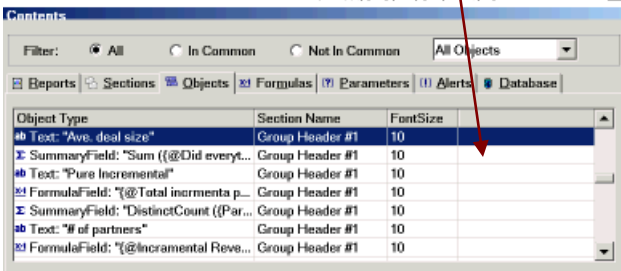 Contents
Filter: All In Common Not In Common All Objects
Reports Sections Objects Formulas Parameters Alerts Database
Object Type Section Name FontSize
Text: "Ave. deal size" Group Header #1 10
SummaryField: "Sum ({@Did everyt... Group Header #1 10
Text: "Pure Incremental" Group Header #1 10
FormulaField: "{@Total inormenta p... Group Header #1 10
SummaryField: "DistinctCount ({Par... Group Header #1 10
Text: "# of partners" Group Header #1 10
FormulaField: "{@Incramental Reve... Group Header #1 10